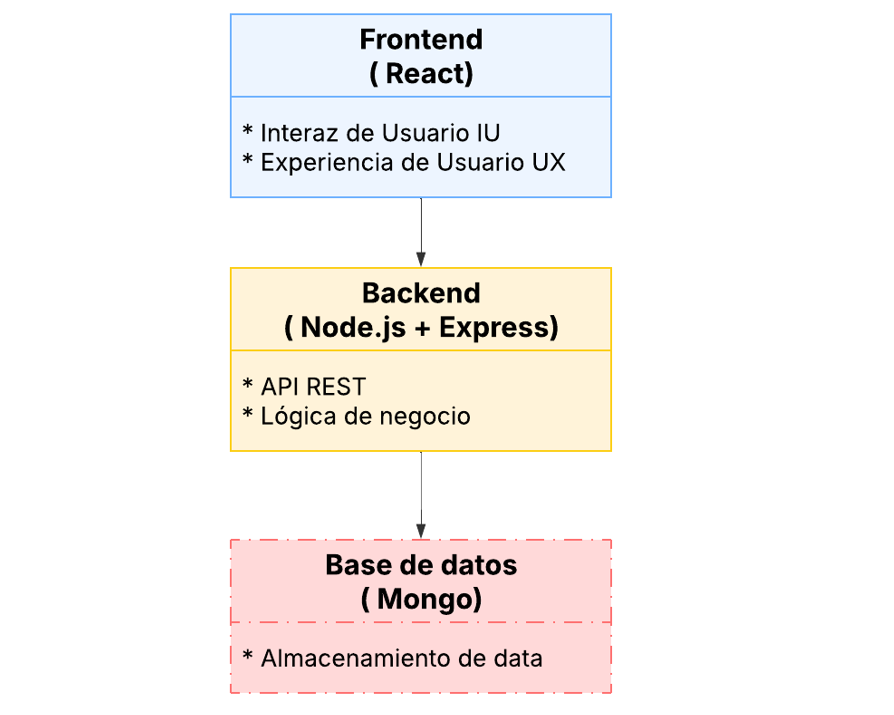 Frontend
( React)
* Interaz de Usuario IU
* Experiencia de Usuario UX
Backend
( Node.js + Express)
* API REST
* Lógica de negocio
Base de datos
( Mongo)
* Almacenamiento de data